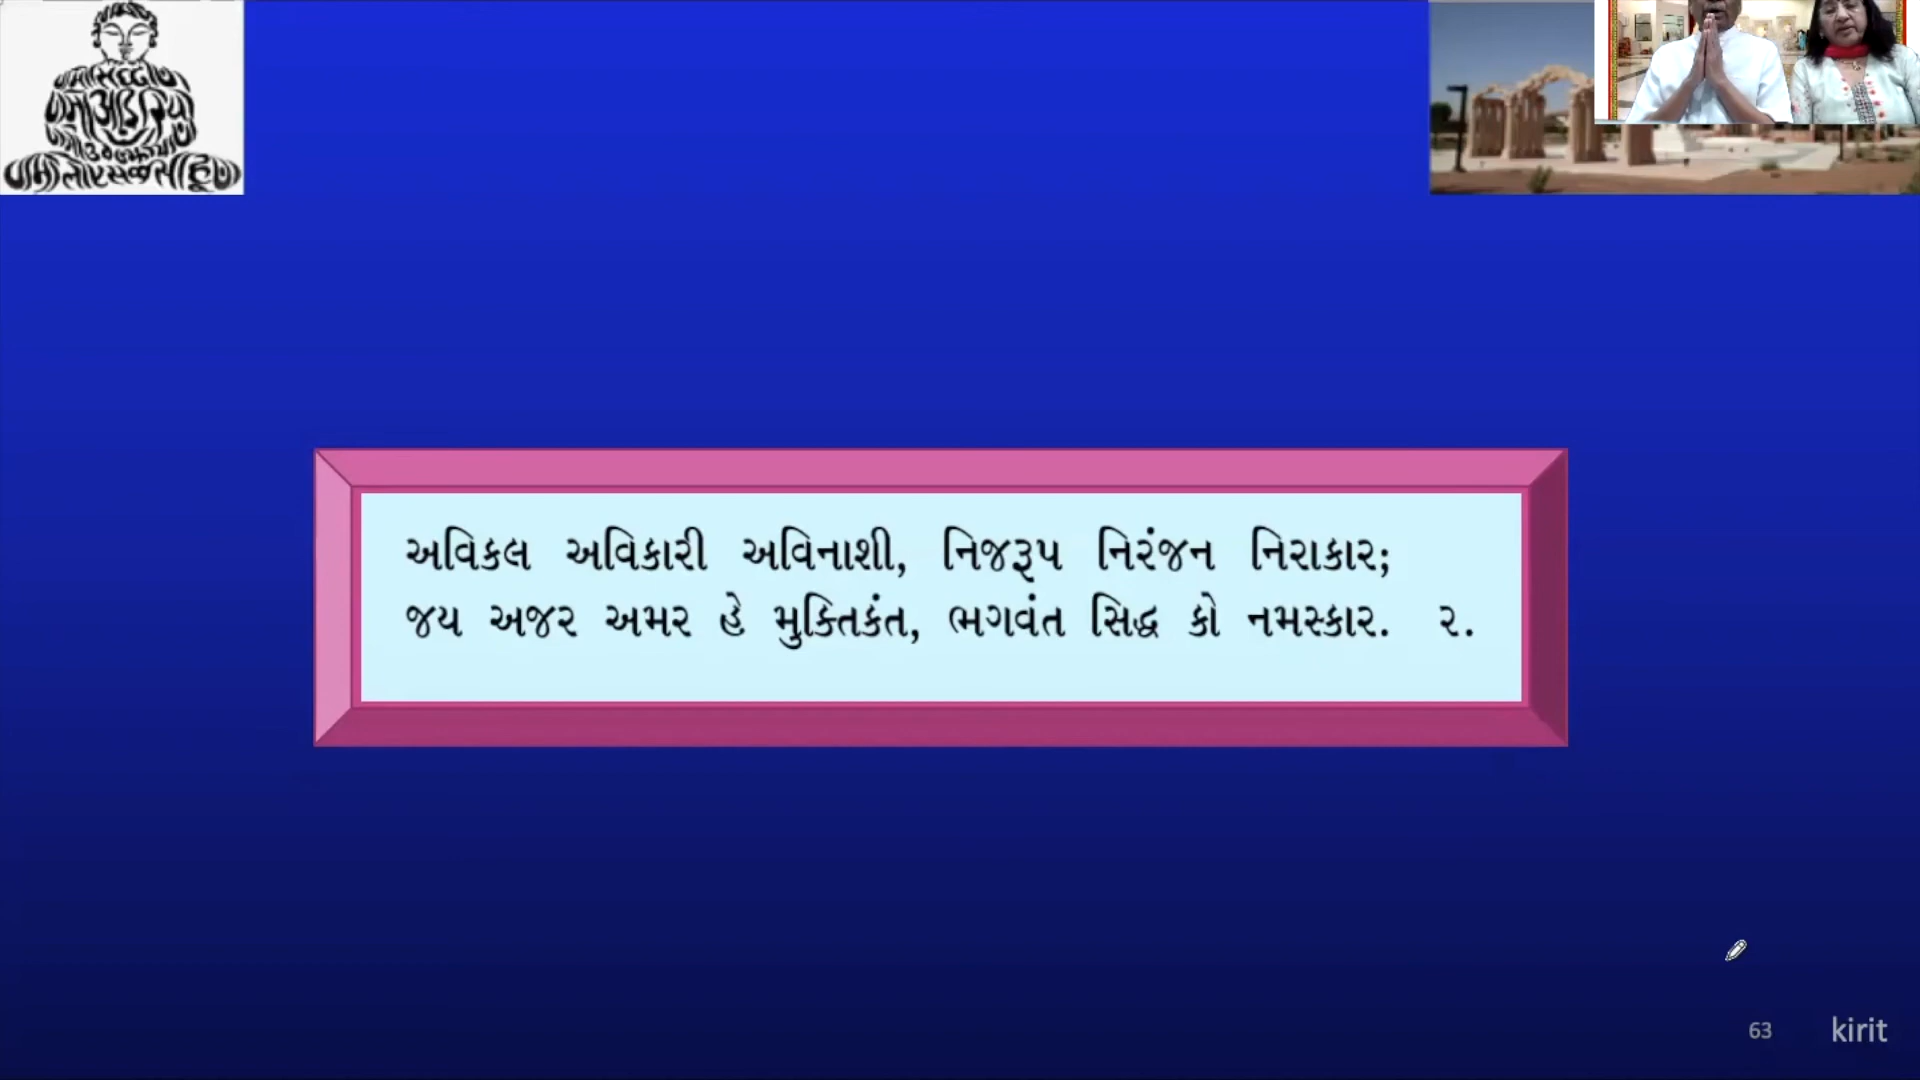 અવિકલ અવિકારી અવિનાશી, નિજરૂપ નિરંજન નિરાકાર;
જય અજર અમર હે મુક્તિકંત, ભગવંત સિદ્ધ કો નમસ્કાર. ૨.
63 kirit